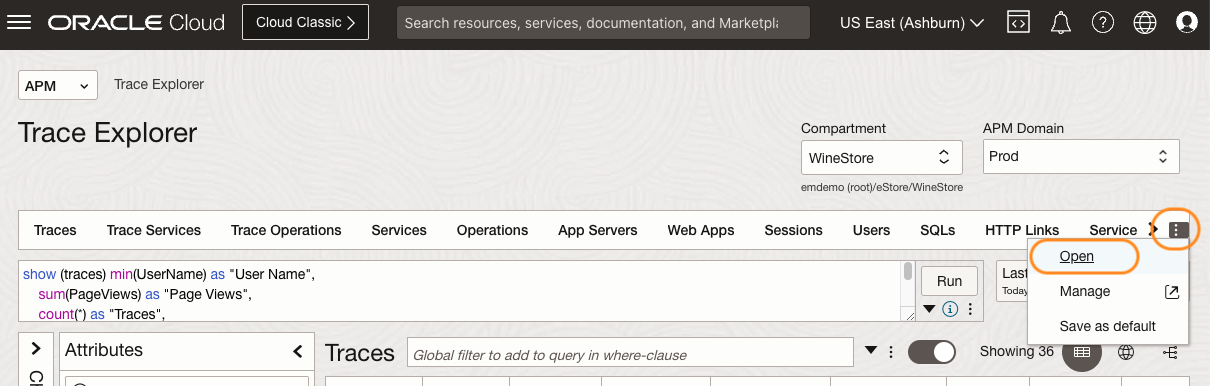 ORACLE Cloud
Cloud Classic
Search resources, services, documentation, and Marketpla
US East (Ashburn)
APM
Trace Explorer
Trace Explorer
Compartment
APM Domain
WineStore
Prod
emdemo (root)/eStore/WineStore
Traces Trace Services Trace Operations Services Operations App Servers Web Apps Sessions Users SQLs HTTP Links Service
Open
Manage
Save as default
show (traces) min(UserName) as "User Name",
sum(PageViews) as "Page Views",
count(*) as "Traces",
Run
Last
Today
Attributes
Traces
Global filter to add to query in where-clause
Showing 36